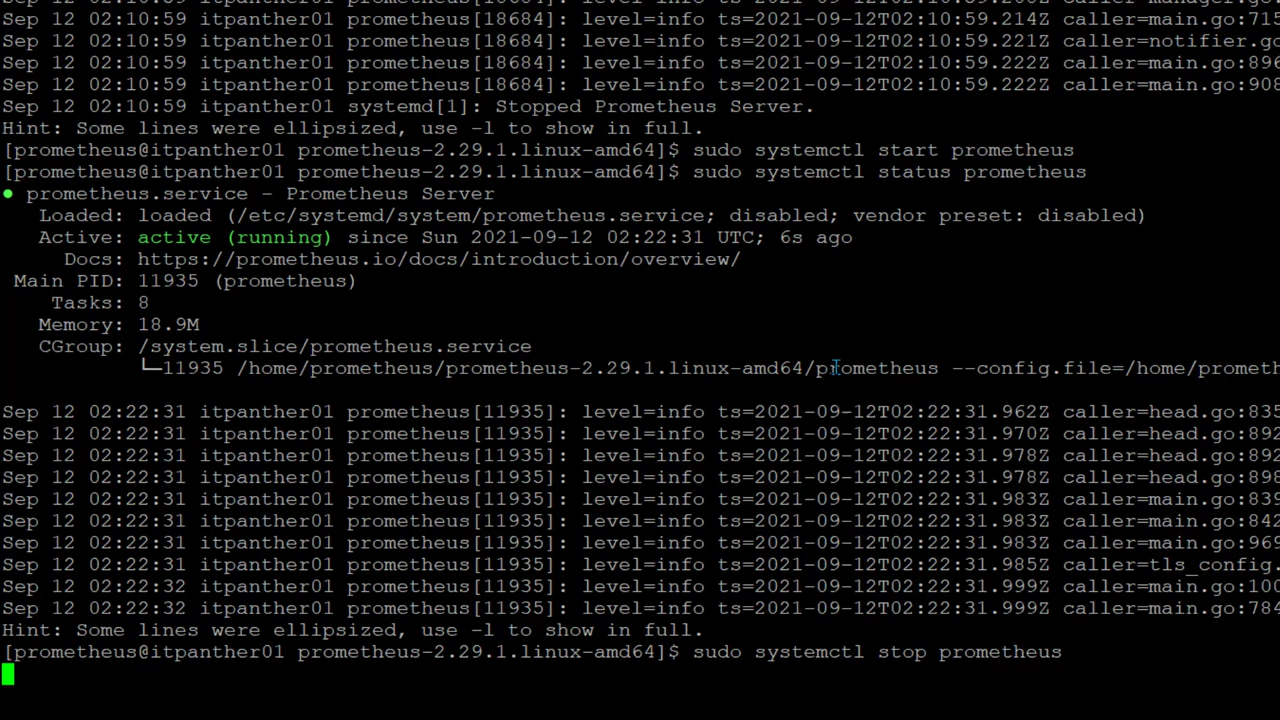 Sep 12 02:10:59 itpanther01 prometheus[18684]: level=info ts=2021-09-12T02:10:59.214Z caller=main.go:715
Sep 12 02:10:59 itpanther01 prometheus[18684]: level=info ts=2021-09-12T02:10:59.221Z caller=notifier.go
Sep 12 02:10:59 itpanther01 prometheus[18684]: level=info ts=2021-09-12T02:10:59.222Z caller=main.go:896
Sep 12 02:10:59 itpanther01 prometheus[18684]: level=info ts=2021-09-12T02:10:59.222Z caller=main.go:908
Sep 12 02:10:59 itpanther01 systemd[1]: Stopped Prometheus Server.
Hint: Some lines were ellipsized, use -l to show in full.
[prometheus@itpanther01 prometheus-2.29.1.linux-amd64]$ sudo systemctl start prometheus
[prometheus@itpanther01 prometheus-2.29.1.linux-amd64]$ sudo systemctl status prometheus
● prometheus.service - Prometheus Server
Loaded: loaded (/etc/systemd/system/prometheus.service; disabled; vendor preset: disabled)
Active: active (running) since Sun 2021-09-12 02:22:31 UTC; 6s ago
Docs: https://prometheus.io/docs/introduction/overview/
Main PID: 11935 (prometheus)
Tasks: 8
Memory: 18.9M
CGroup: /system.slice/prometheus.service
└─11935 /home/prometheus/prometheus-2.29.1.linux-amd64/prometheus --config.file=/home/prometh
Sep 12 02:22:31 itpanther01 prometheus[11935]: level=info ts=2021-09-12T02:22:31.962Z caller=head.go:835
Sep 12 02:22:31 itpanther01 prometheus[11935]: level=info ts=2021-09-12T02:22:31.970Z caller=head.go:892
Sep 12 02:22:31 itpanther01 prometheus[11935]: level=info ts=2021-09-12T02:22:31.978Z caller=head.go:892
Sep 12 02:22:31 itpanther01 prometheus[11935]: level=info ts=2021-09-12T02:22:31.978Z caller=head.go:898
Sep 12 02:22:31 itpanther01 prometheus[11935]: level=info ts=2021-09-12T02:22:31.983Z caller=main.go:839
Sep 12 02:22:31 itpanther01 prometheus[11935]: level=info ts=2021-09-12T02:22:31.983Z caller=main.go:842
Sep 12 02:22:31 itpanther01 prometheus[11935]: level=info ts=2021-09-12T02:22:31.983Z caller=main.go:969
Sep 12 02:22:31 itpanther01 prometheus[11935]: level=info ts=2021-09-12T02:22:31.985Z caller=tls_config.
Sep 12 02:22:32 itpanther01 prometheus[11935]: level=info ts=2021-09-12T02:22:31.999Z caller=main.go:100
Sep 12 02:22:32 itpanther01 prometheus[11935]: level=info ts=2021-09-12T02:22:31.999Z caller=main.go:784
Hint: Some lines were ellipsized, use -l to show in full.
[prometheus@itpanther01 prometheus-2.29.1.linux-amd64]$ sudo systemctl stop prometheus